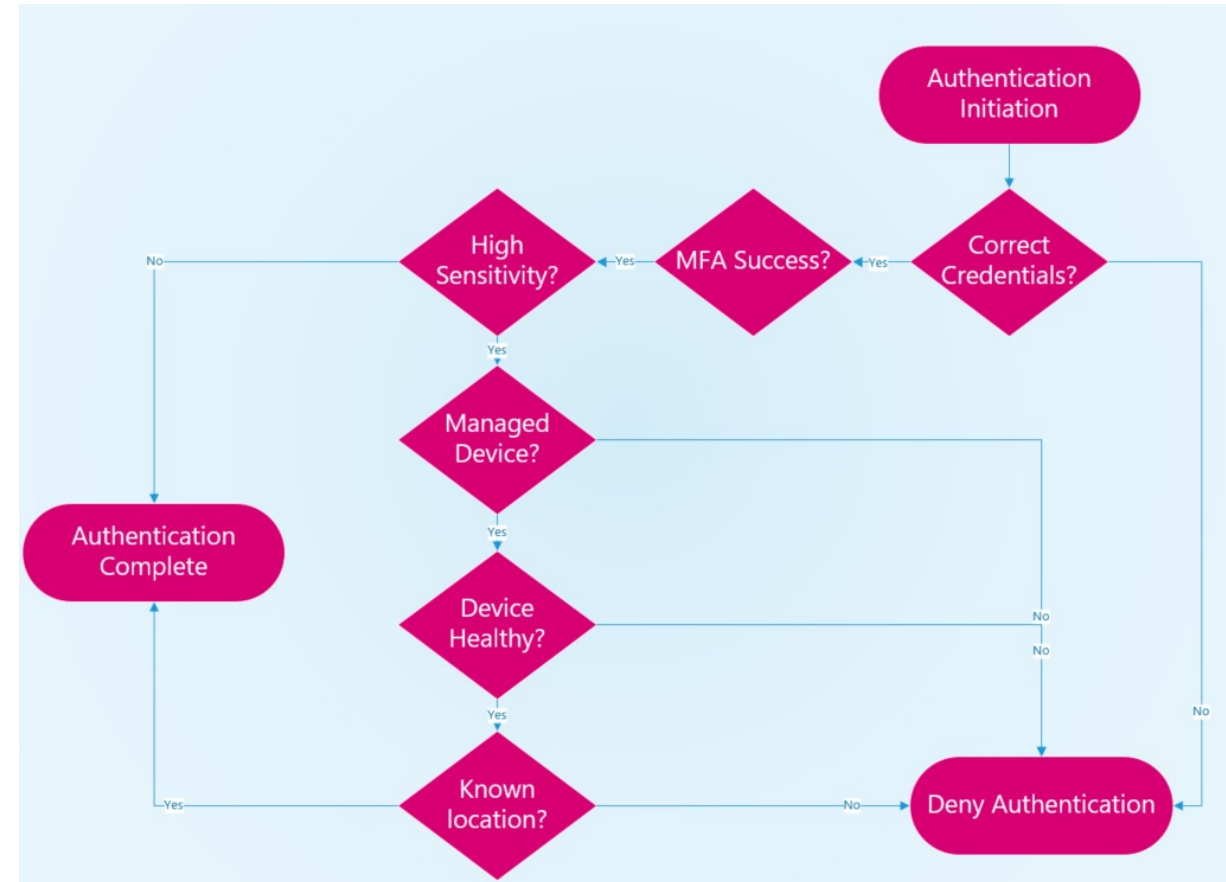 Authentication
Initiation
High
Sensitivity?
MFA Success?
Correct
Credentials?
No
Yes
Yes
Yes
Managed
Device?
Authentication
Complete
Yes
Device
Healthy?
No
No
Yes
No
Known
location?
Yes
No
Deny Authentication